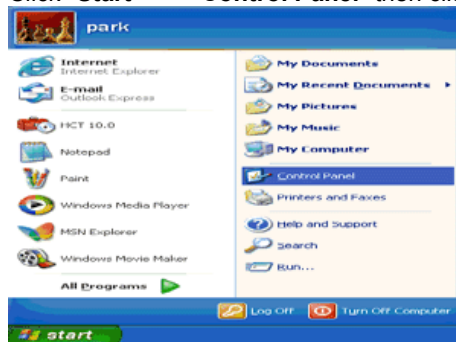 park
Internet
Internet Explorer
E-mail
Outlook Express
HCT 10.0
Notepad
Paint
Windows Media Player
MSN Explorer
Windows Movie Maker
All Programs
My Documents
My Recent Documents
My Pictures
My Music
My Computer
Control Panel
Printers and Faxes
Help and Support
Search
Run...
Log Off
Turn Off Computer
start